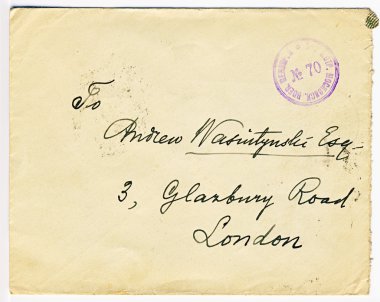 № 70
To
Andrew Wasintynski Esq.
3, Glazbury Road
London